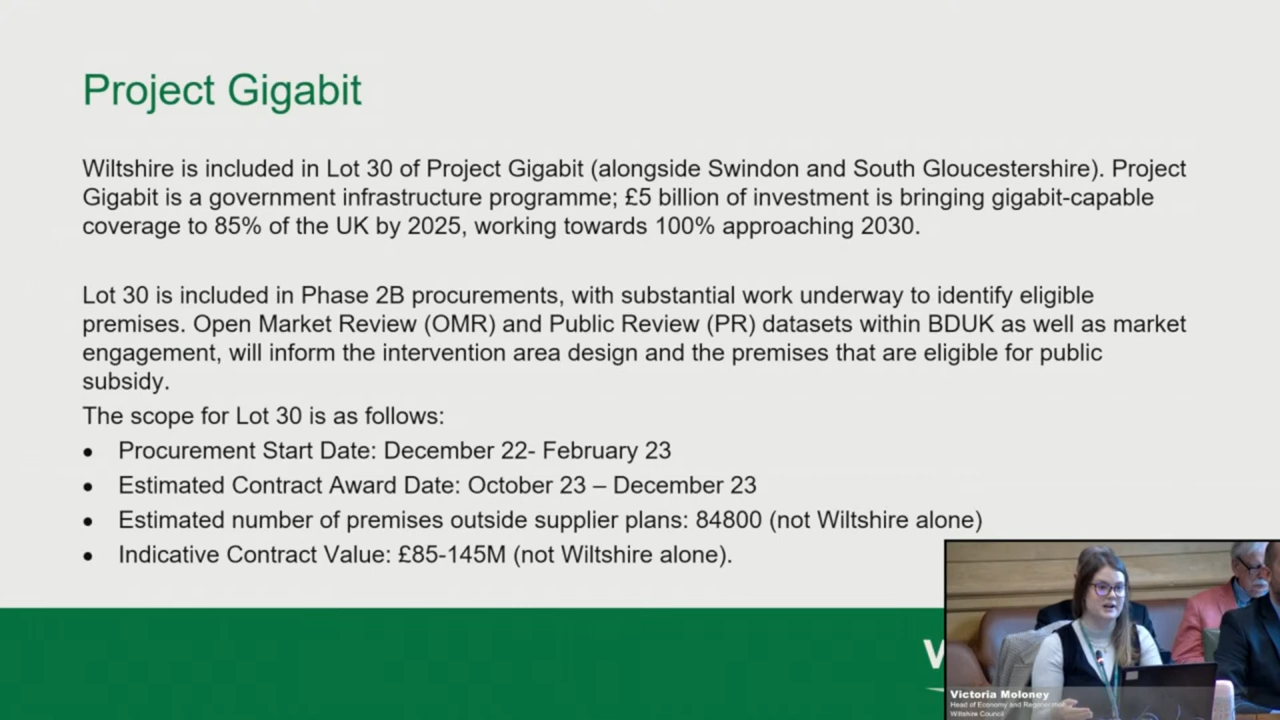 Project Gigabit
Wiltshire is included in Lot 30 of Project Gigabit (alongside Swindon and South Gloucestershire). Project
Gigabit is a government infrastructure programme; £5 billion of investment is bringing gigabit-capable
coverage to 85% of the UK by 2025, working towards 100% approaching 2030.
Lot 30 is included in Phase 2B procurements, with substantial work underway to identify eligible
premises. Open Market Review (OMR) and Public Review (PR) datasets within BDUK as well as market
engagement, will inform the intervention area design and the premises that are eligible for public
subsidy.
The scope for Lot 30 is as follows:
• Procurement Start Date: December 22- February 23
• Estimated Contract Award Date: October 23 – December 23
• Estimated number of premises outside supplier plans: 84800 (not Wiltshire alone)
• Indicative Contract Value: £85-145M (not Wiltshire alone).
W
Victoria Moloney
Head of Economy and
Wiltshire Council